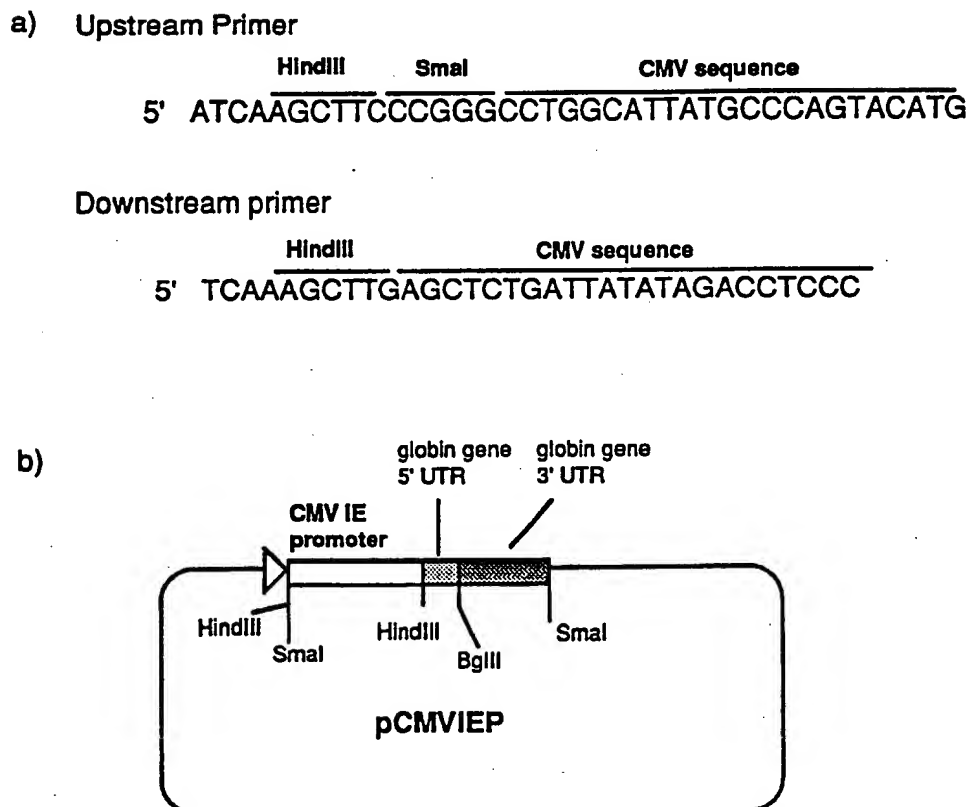 a) Upstream Primer
HindIII SmaI CMV sequence
5' ATCAAGCTTCCCGGGCCTGGCATTATGCCCAGTACATG
Downstream primer
HindIII CMV sequence
5' TCAAAGCTTGAGCTCTGATTATATAGACCTCCC
b)
globin gene 5' UTR
globin gene 3' UTR
CMV IE
promoter
HindIII
SmaI
HindIII
BglII
SmaI
pCMVIEP